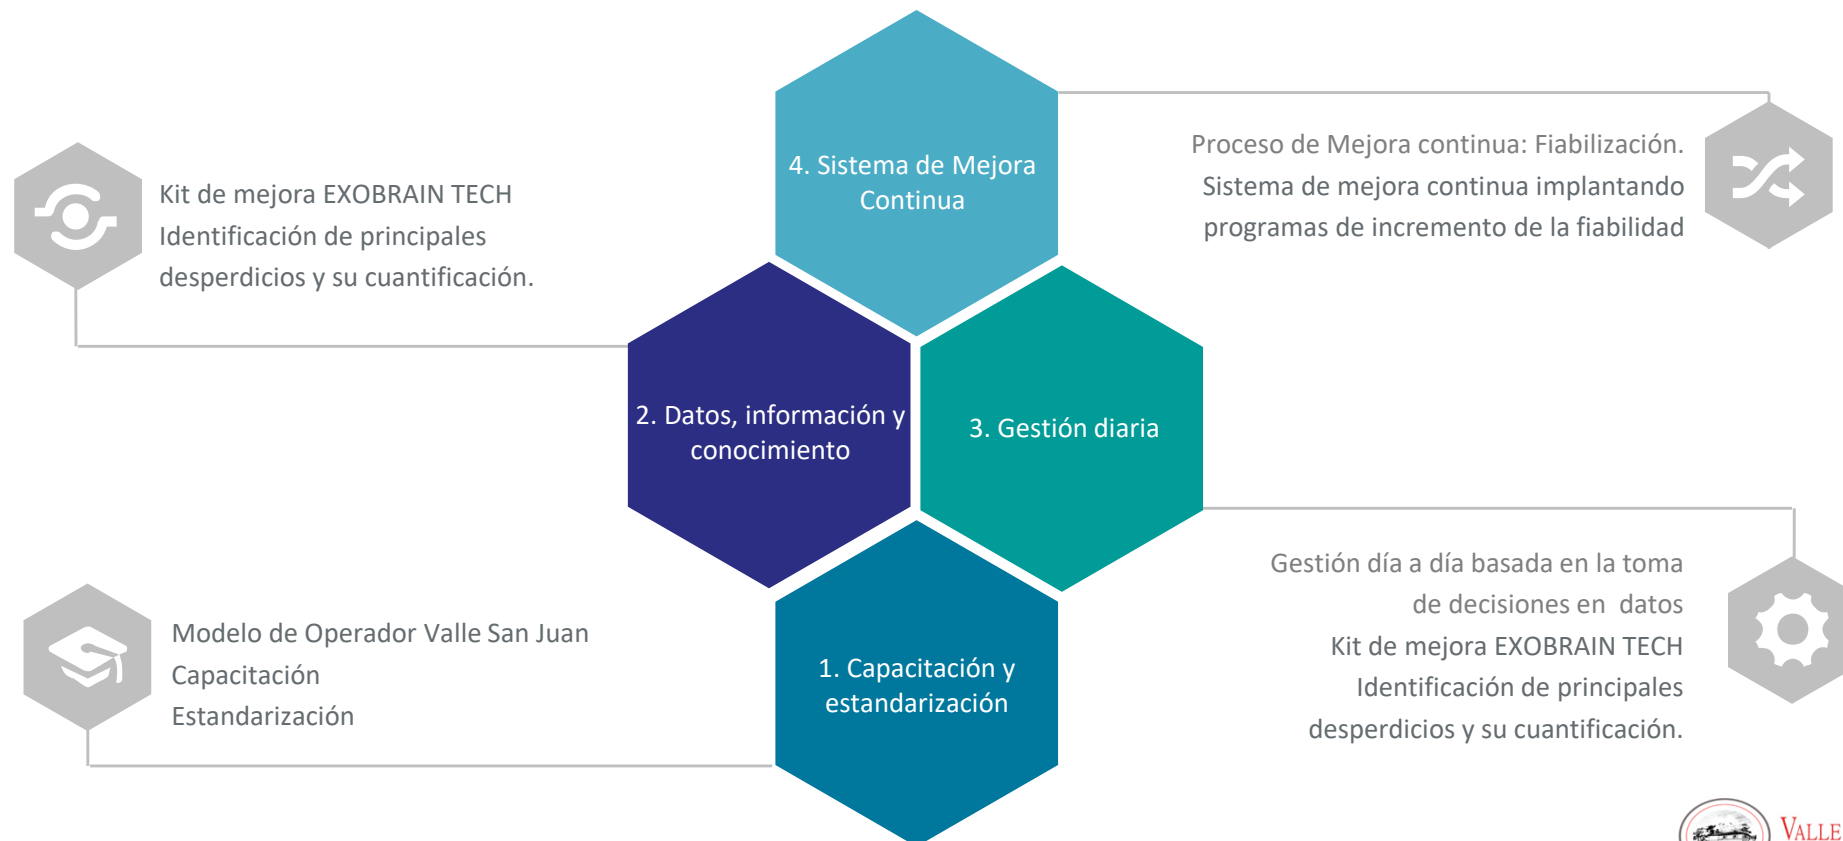 4. Sistema de Mejora
Continua
Proceso de Mejora continua: Fiabilización.
Sistema de mejora continua implantando
programas de incremento de la fiabilidad
Kit de mejora EXOBRAIN TECH
Identificación de principales
desperdicios y su cuantificación.
2. Datos, información y
conocimiento
3. Gestión diaria
Gestión día a día basada en la toma
de decisiones en  datos
Kit de mejora EXOBRAIN TECH
Identificación de principales
desperdicios y su cuantificación.
Modelo de Operador Valle San Juan
Capacitación
Estandarización
1. Capacitación y
estandarización
VALLE